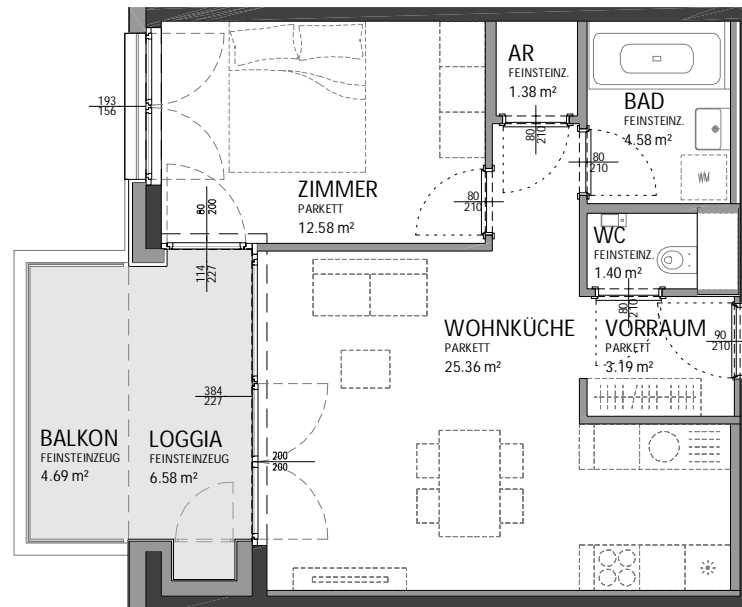 AR
FEINSTEINZ.
1.38 m²
BAD
FEINSTEINZ.
4.58 m²
193
156
80
210
80
210
WM
ZIMMER
PARKETT
12.58 m²
80
210
80
200
WC
FEINSTEINZ.
1.40 m²
114
227
80
210
WOHNKÜCHE
PARKETT
25.36 m²
VORRAUM
PARKETT
3.19 m²
90
210
384
227
BALKON
FEINSTEINZEUG
4.69 m²
LOGGIA
FEINSTEINZEUG
6.58 m²
200
200